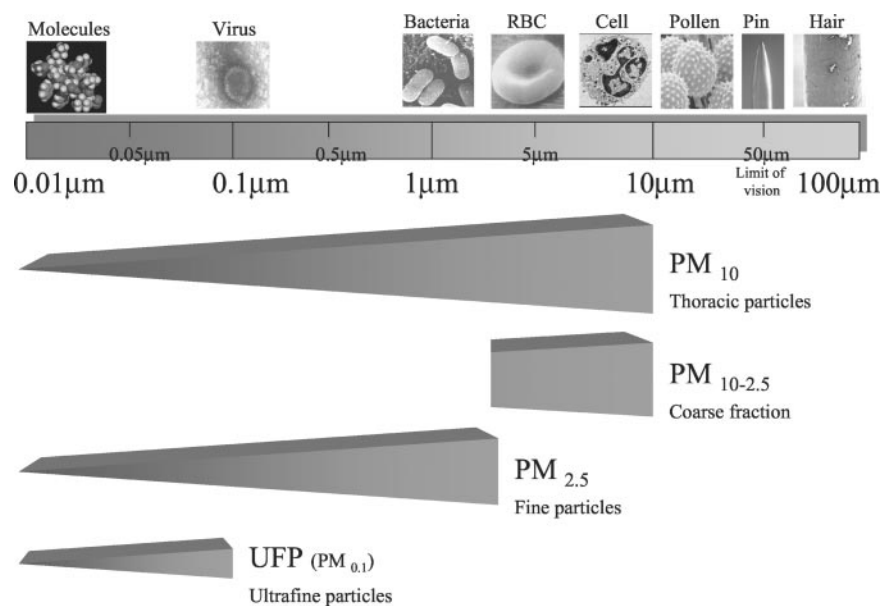 Molecules Virus Bacteria RBC Cell Pollen Pin Hair
0.05μm 0.5μm 5μm 50μm
0.01μm 0.1μm 1μm 10μm Limit of vision 100μm
PM 10
Thoracic particles
PM 10-2.5
Coarse fraction
PM 2.5
Fine particles
UFP (PM 0.1)
Ultrafine particles